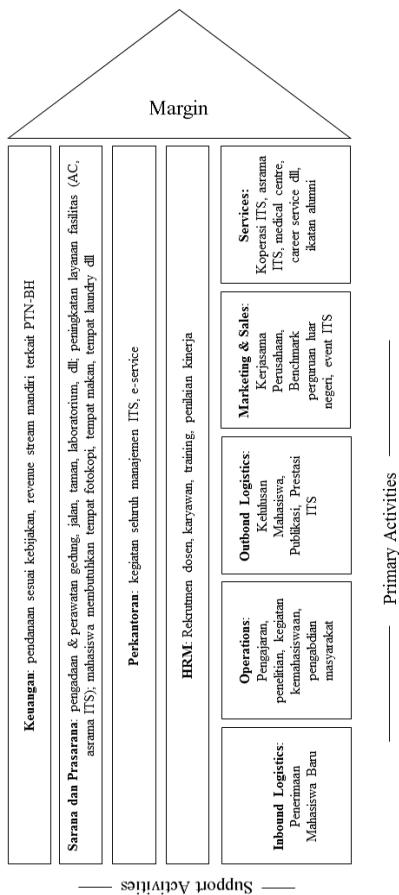 Margin
Keuangan: pendanaan sesuai kebijakan, revenue stream mandiri terkait PTN-BH
Sarana dan Prasarana: pengadaan & perawatan gedung, jalan, taman, laboratorium, dll; peningkatan layanan fasilitas (AC,
asrama ITS); mahasiswa membutuhkan tempat fotokopi, tempat makan, tempat laundry dll
Perkantoran: kegiatan seluruh manajemen ITS, e-service
HRM: Rekrutmen dosen, karyawan, training, penilaian kinerja
Inbound Logistics:
Penerimaan
Mahasiswa Baru
Operations:
Pengajaran,
penelitian, kegiatan
kemahasiswaan,
pengabdian
masyarakat
Outbond Logistics:
Kelulusan
Mahasiswa,
Publikasi, Prestasi
ITS
Marketing & Sales:
Kerjasama
Perusahaan,
Benchmark
perguruan luar
negeri, event ITS
Services:
Koperasi ITS, asrama
ITS, medical centre,
career service dll,
ikatan alumni
Support Activities
Primary Activities